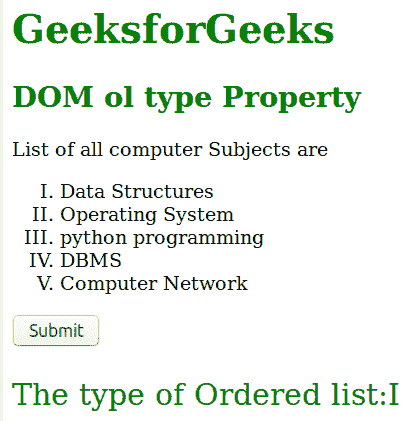 GeeksforGeeks
DOM ol type Property
List of all computer Subjects are
I. Data Structures
II. Operating System
III. python programming
IV. DBMS
V. Computer Network
Submit
The type of Ordered list:I